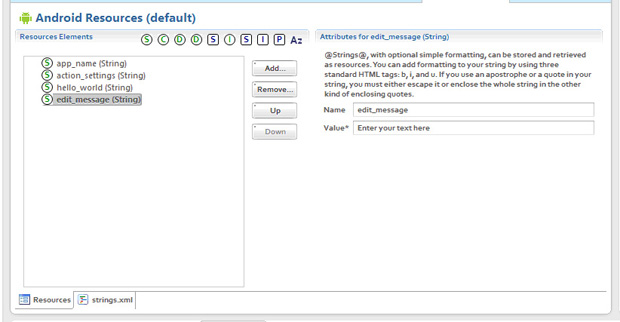 Android Resources (default)
Resources Elements
S C D D S I S I P Az
Attributes for edit_message (String)
S app_name (String)
S action_settings (String)
S hello_world (String)
S edit_message (String)
Add...
Remove...
Up
Down
@Strings@, with optional simple formatting, can be stored and retrieved
as resources. You can add formatting to your string by using three
standard HTML tags: b, i, and u. If you use an apostrophe or a quote in your
string, you must either escape it or enclose the whole string in the other
kind of enclosing quotes.
Name edit_message
Value* Enter your text here
Resources strings.xml